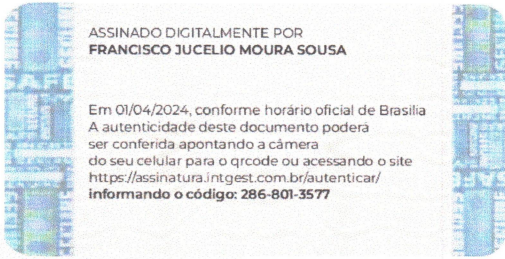 ASSINADO DIGITALMENTE POR
FRANCISCO JUCELIO MOURA SOUSA
Em 01/04/2024, conforme horário oficial de Brasilia
A autenticidade deste documento poderá
ser conferida apontando a câmera
do seu celular para o qrcode ou acessando o site
https://assinatura.intgest.com.br/autenticar/
informando o código: 286-801-3577